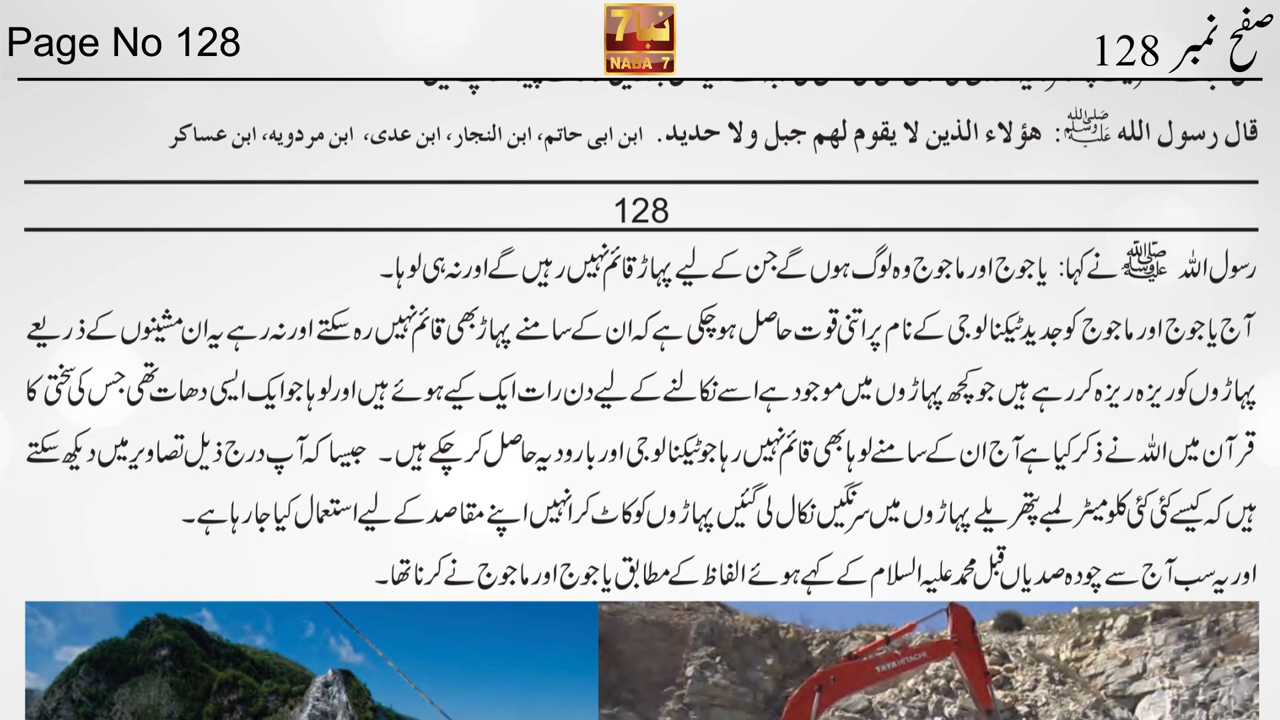 Page No 128
نبأ 7
NABA 7
صفحہ نمبر 128
قال رسول الله ﷺ: هؤلاء الذين لا يقوم لهم جبل ولا حديد. ابن ابی حاتم، ابن النجار، ابن عدی، ابن مردویه، ابن عساکر
128
رسول اللہ ﷺ نے کہا: یاجوج اور ماجوج وہ لوگ ہوں گے جن کے لیے پہاڑ قائم نہیں رہیں گے اور نہ ہی لوہا۔
آج یاجوج اور ماجوج کو جدید ٹیکنالوجی کے نام پر اتنی قوت حاصل ہو چکی ہے کہ ان کے سامنے پہاڑ بھی قائم نہیں رہ سکتے اور نہ رہے یہ ان مشینوں کے ذریعے
پہاڑوں کو ریزہ ریزہ کر رہے ہیں جو کچھ پہاڑوں میں موجود ہے اسے نکالنے کے لیے دن رات ایک کیے ہوئے ہیں اور لوہا جو ایک ایسی دھات تھی جس کی سختی کا
قرآن میں اللہ نے ذکر کیا ہے آج ان کے سامنے لوہا بھی قائم نہیں رہا جو ٹیکنالوجی اور بارود یہ حاصل کر چکے ہیں۔ جیسا کہ آپ درج ذیل تصاویر میں دیکھ سکتے
ہیں کہ کیسے کئی کئی کلومیٹر لمبے پتھریلے پہاڑوں میں سرنگیں نکال لی گئیں پہاڑوں کو کاٹ کر انہیں اپنے مقاصد کے لیے استعمال کیا جا رہا ہے۔
اور یہ سب آج سے چودہ صدیاں قبل محمد علیہ السلام کے کہے ہوئے الفاظ کے مطابق یاجوج اور ماجوج نے کرنا تھا۔
TATA HITACHI